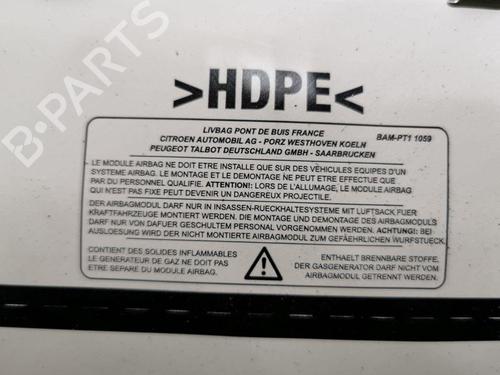 >HDPE<
LIVBAG PONT DE BUIS FRANCE
CITROEN AUTOMOBIL AG - PORZ WESTHOVEN KOELN
PEUGEOT TALBOT DEUTSCHLAND GMBH - SAARBRUCKEN
BAM-PT1 1059
LE MODULE AIRBAG NE DOIT ETRE INSTALLE QUE SUR DES VEHICULES EQUIPES D'UN
SYSTEME AIRBAG. LE MONTAGE ET LE DEMONTAGE NE PEUT ETRE EFFECTUE QUE
PAR DU PERSONNEL QUALIFIE. ATTENTION!: LORS DE L'ALLUMAGE, LE MODULE AIRBAG
QUI N'EST PAS FIXE PEUT DEVENIR UN DANGEREUX PROJECTILE.
DER AIRBAGMODUL DARF NUR IN INSASSEN-RUECKHALTESYSTEME MIT LUFTSACK FUER
KRAFTFAHRZEUGE MONTIERT WERDEN. DIE MONTAGE UND DEMONTAGE DES AIRBAGMODULS
DARF NUR VON DAFUER GESCHULTEM PERSONAL VORGENOMMEN WERDEN. ACHTUNG!: BEI
AUSLOESUNG WIRD DER NICHT MONTIERTE AIRBAGMODUL ZUM GEFÄEHRLICHEN WURFSTUECK.
CONTIENT DES SOLIDES INFLAMMABLES
LE GENERATEUR DE GAZ NE DOIT PAS
ETRE SEPARE DU MODULE AIRBAG.
ENTHAELT BRENNBARE STOFFE.
DER GASGENERATOR DARF NICHT VOM
AIRBAGMODUL GETRENNT WERDEN.
B-PARTS